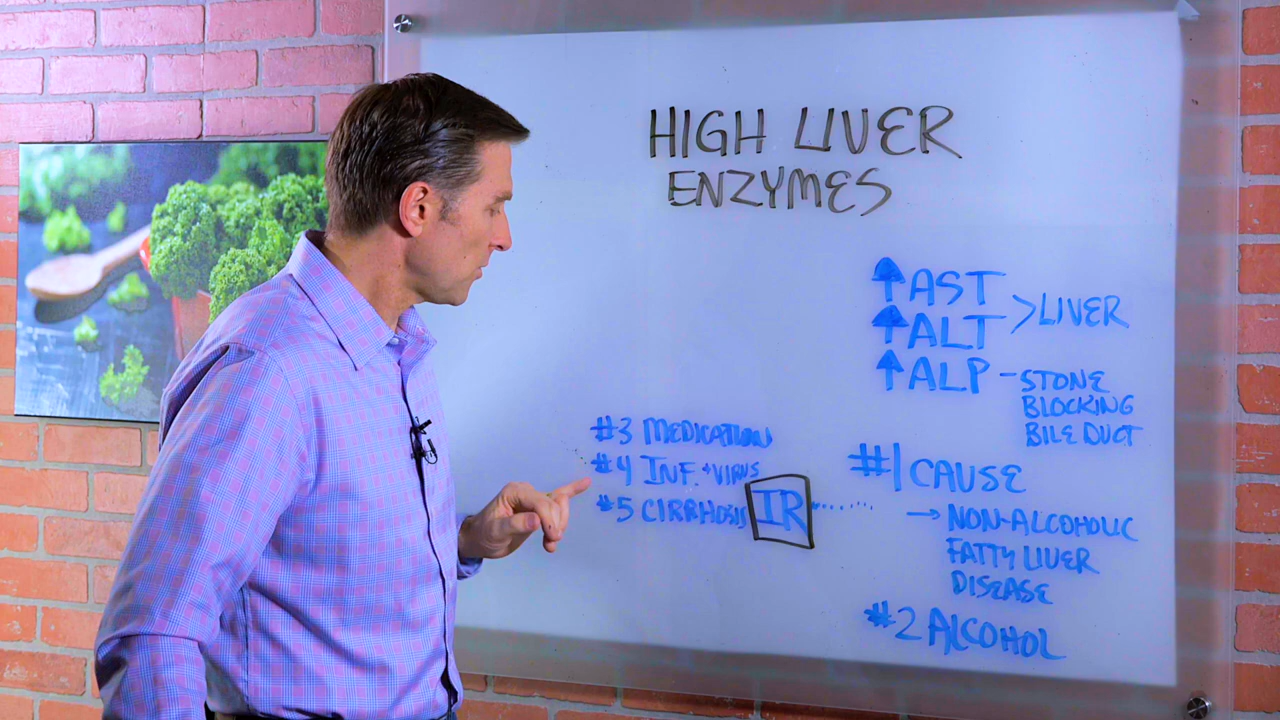 HIGH LIVER
ENZYMES
↑AST
↑ALT >LIVER
↑ALP - STONE
BLOCKING
BILE DUCT
#1 CAUSE
→ NON-ALCOHOLIC
FATTY LIVER
DISEASE
#2 ALCOHOL
#3 MEDICATION
#4 INF. + VIRUS
#5 CIRRHOSIS
IR